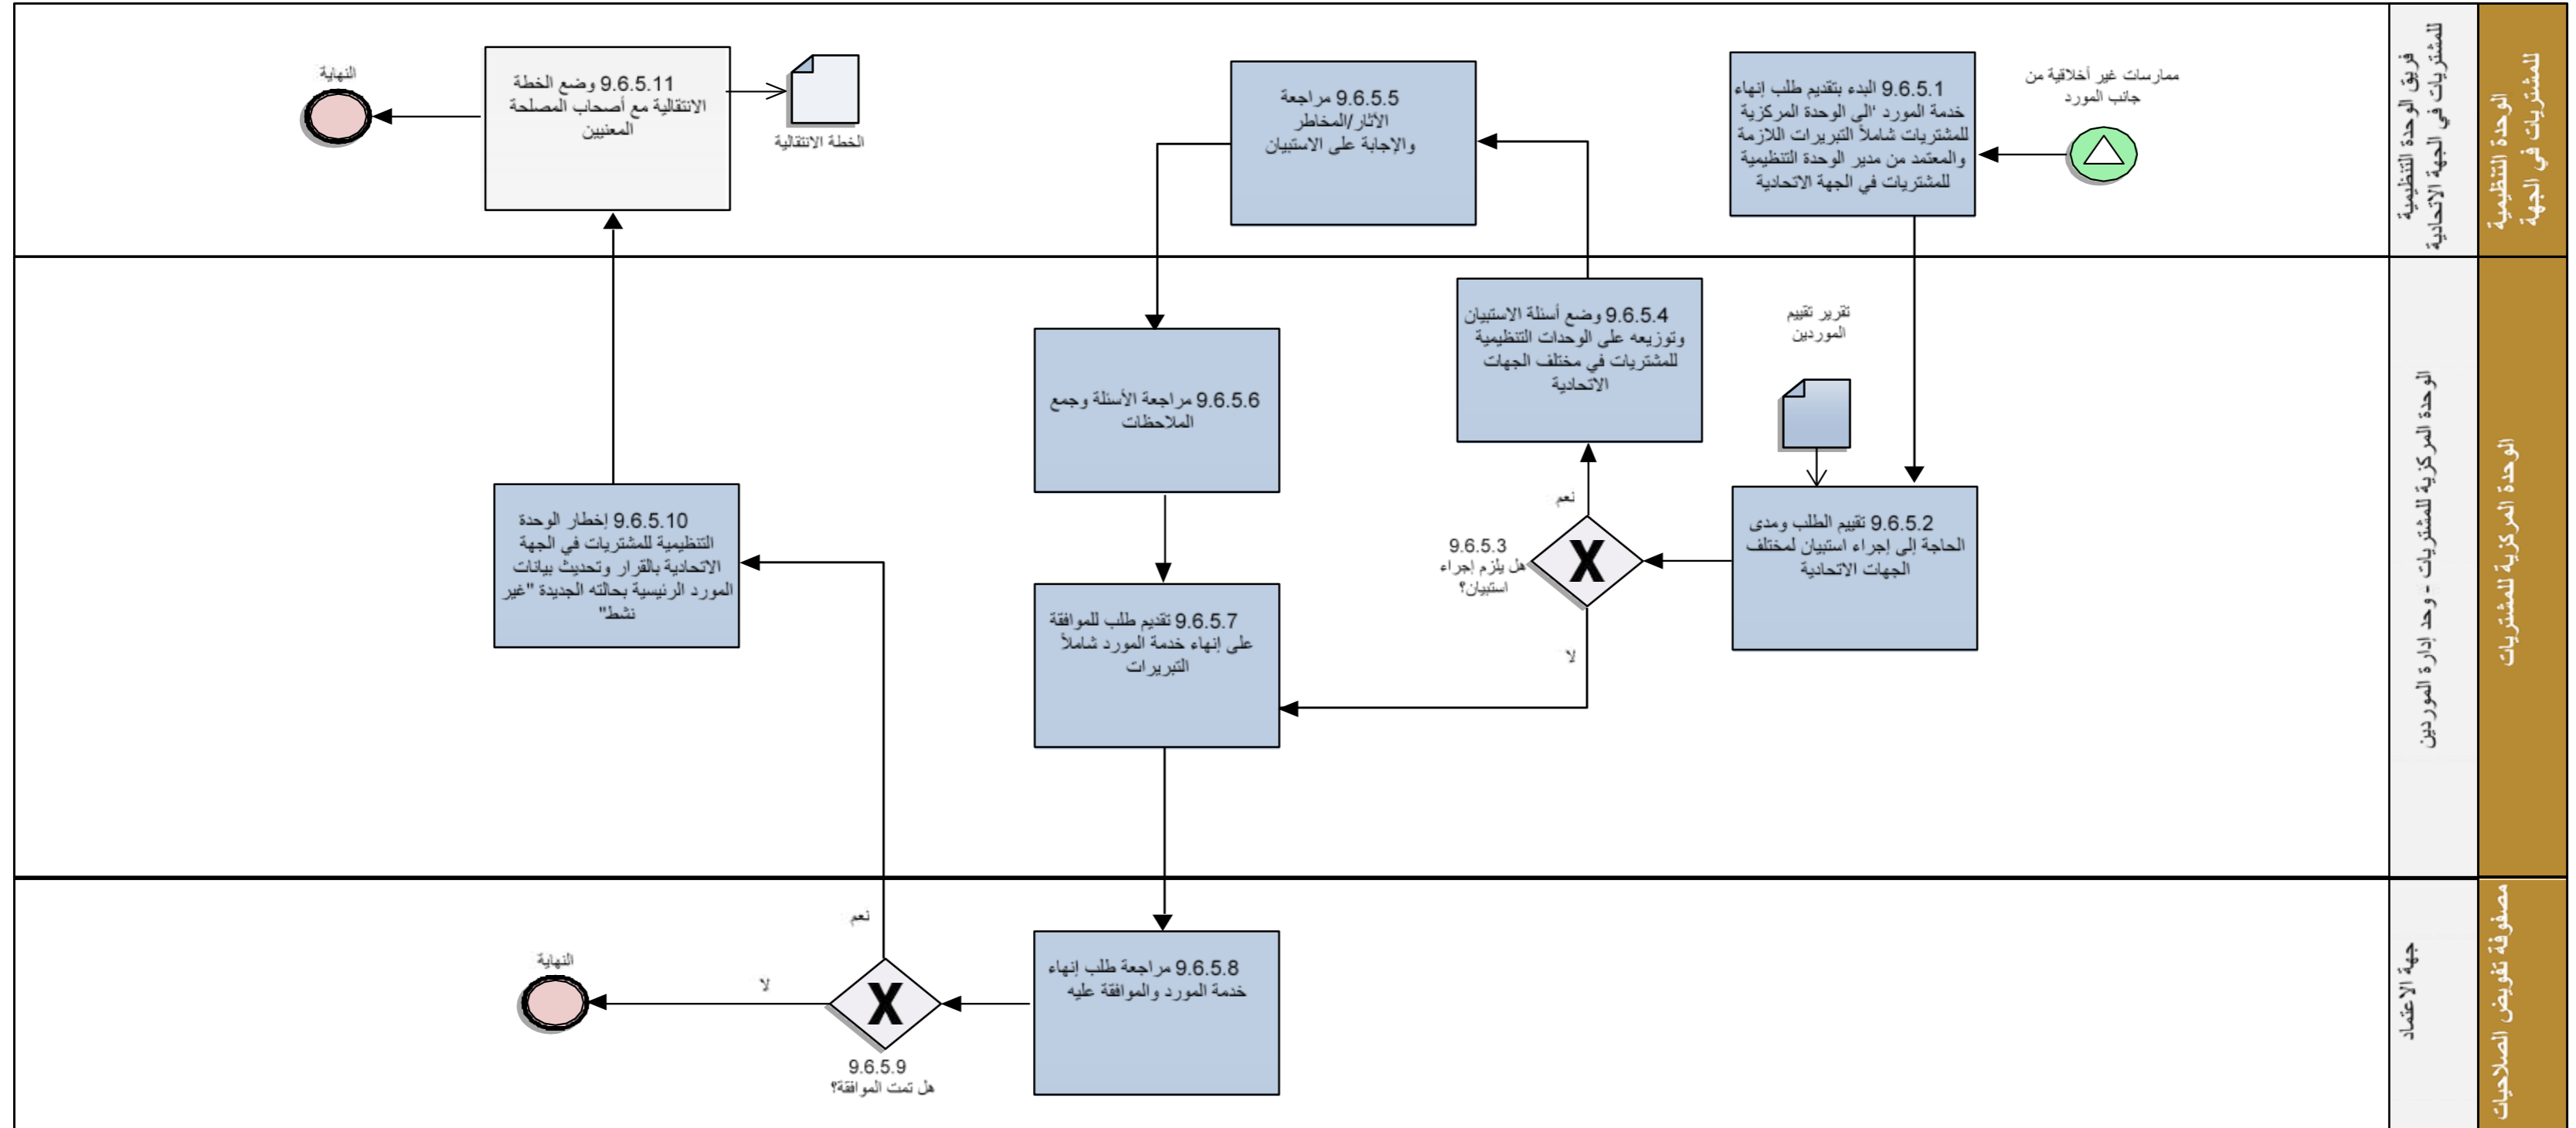 الوحدة التنظيمية
للمشتريات في الجهة
فريق الوحدة التنظيمية
للمشتريات في الجهة الاتحادية
ممارسات غير أخلاقية من
جانب المورد
9.6.5.1 البدء بتقديم طلب إنهاء
خدمة المورد 'الى الوحدة المركزية
للمشتريات شاملاً التبريرات اللازمة
والمعتمد من مدير الوحدة التنظيمية
للمشتريات في الجهة الاتحادية
9.6.5.5 مراجعة
الآثار/المخاطر
والإجابة على الاستبيان
الخطة الانتقالية
9.6.5.11 وضع الخطة
الانتقالية مع أصحاب المصلحة
المعنيين
النهاية
الوحدة المركزية للمشتريات
الوحدة المركزية للمشتريات - وحد إدارة الموردين
تقرير تقييم
الموردين
9.6.5.2 تقييم الطلب ومدى
الحاجة إلى إجراء استبيان لمختلف
الجهات الاتحادية
9.6.5.3
هل يلزم إجراء
استبيان؟
نعم
لا
9.6.5.4 وضع أسئلة الاستبيان
وتوزيعه على الوحدات التنظيمية
للمشتريات في مختلف الجهات
الاتحادية
9.6.5.6 مراجعة الأسئلة وجمع
الملاحظات
9.6.5.7 تقديم طلب للموافقة
على إنهاء خدمة المورد شاملاً
التبريرات
9.6.5.10 إخطار الوحدة
التنظيمية للمشتريات في الجهة
الاتحادية بالقرار وتحديث بيانات
المورد الرئيسية بحالته الجديدة "غير
نشط"
مصفوفة تفويض الصلاحيات
جهة الاعتماد
9.6.5.8 مراجعة طلب إنهاء
خدمة المورد والموافقة عليه
نعم
لا
9.6.5.9
هل تمت الموافقة؟
النهاية